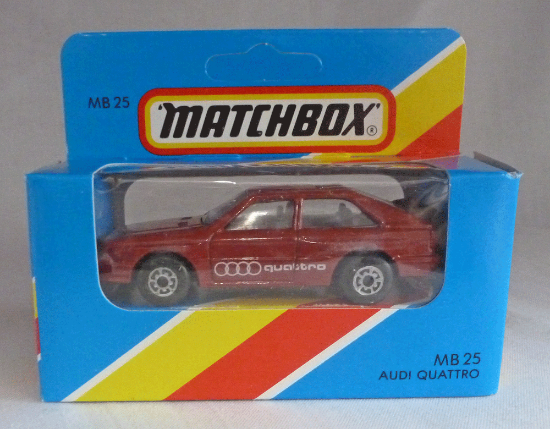 MB 25
'MATCHBOX'®
quattro
MB 25
AUDI QUATTRO